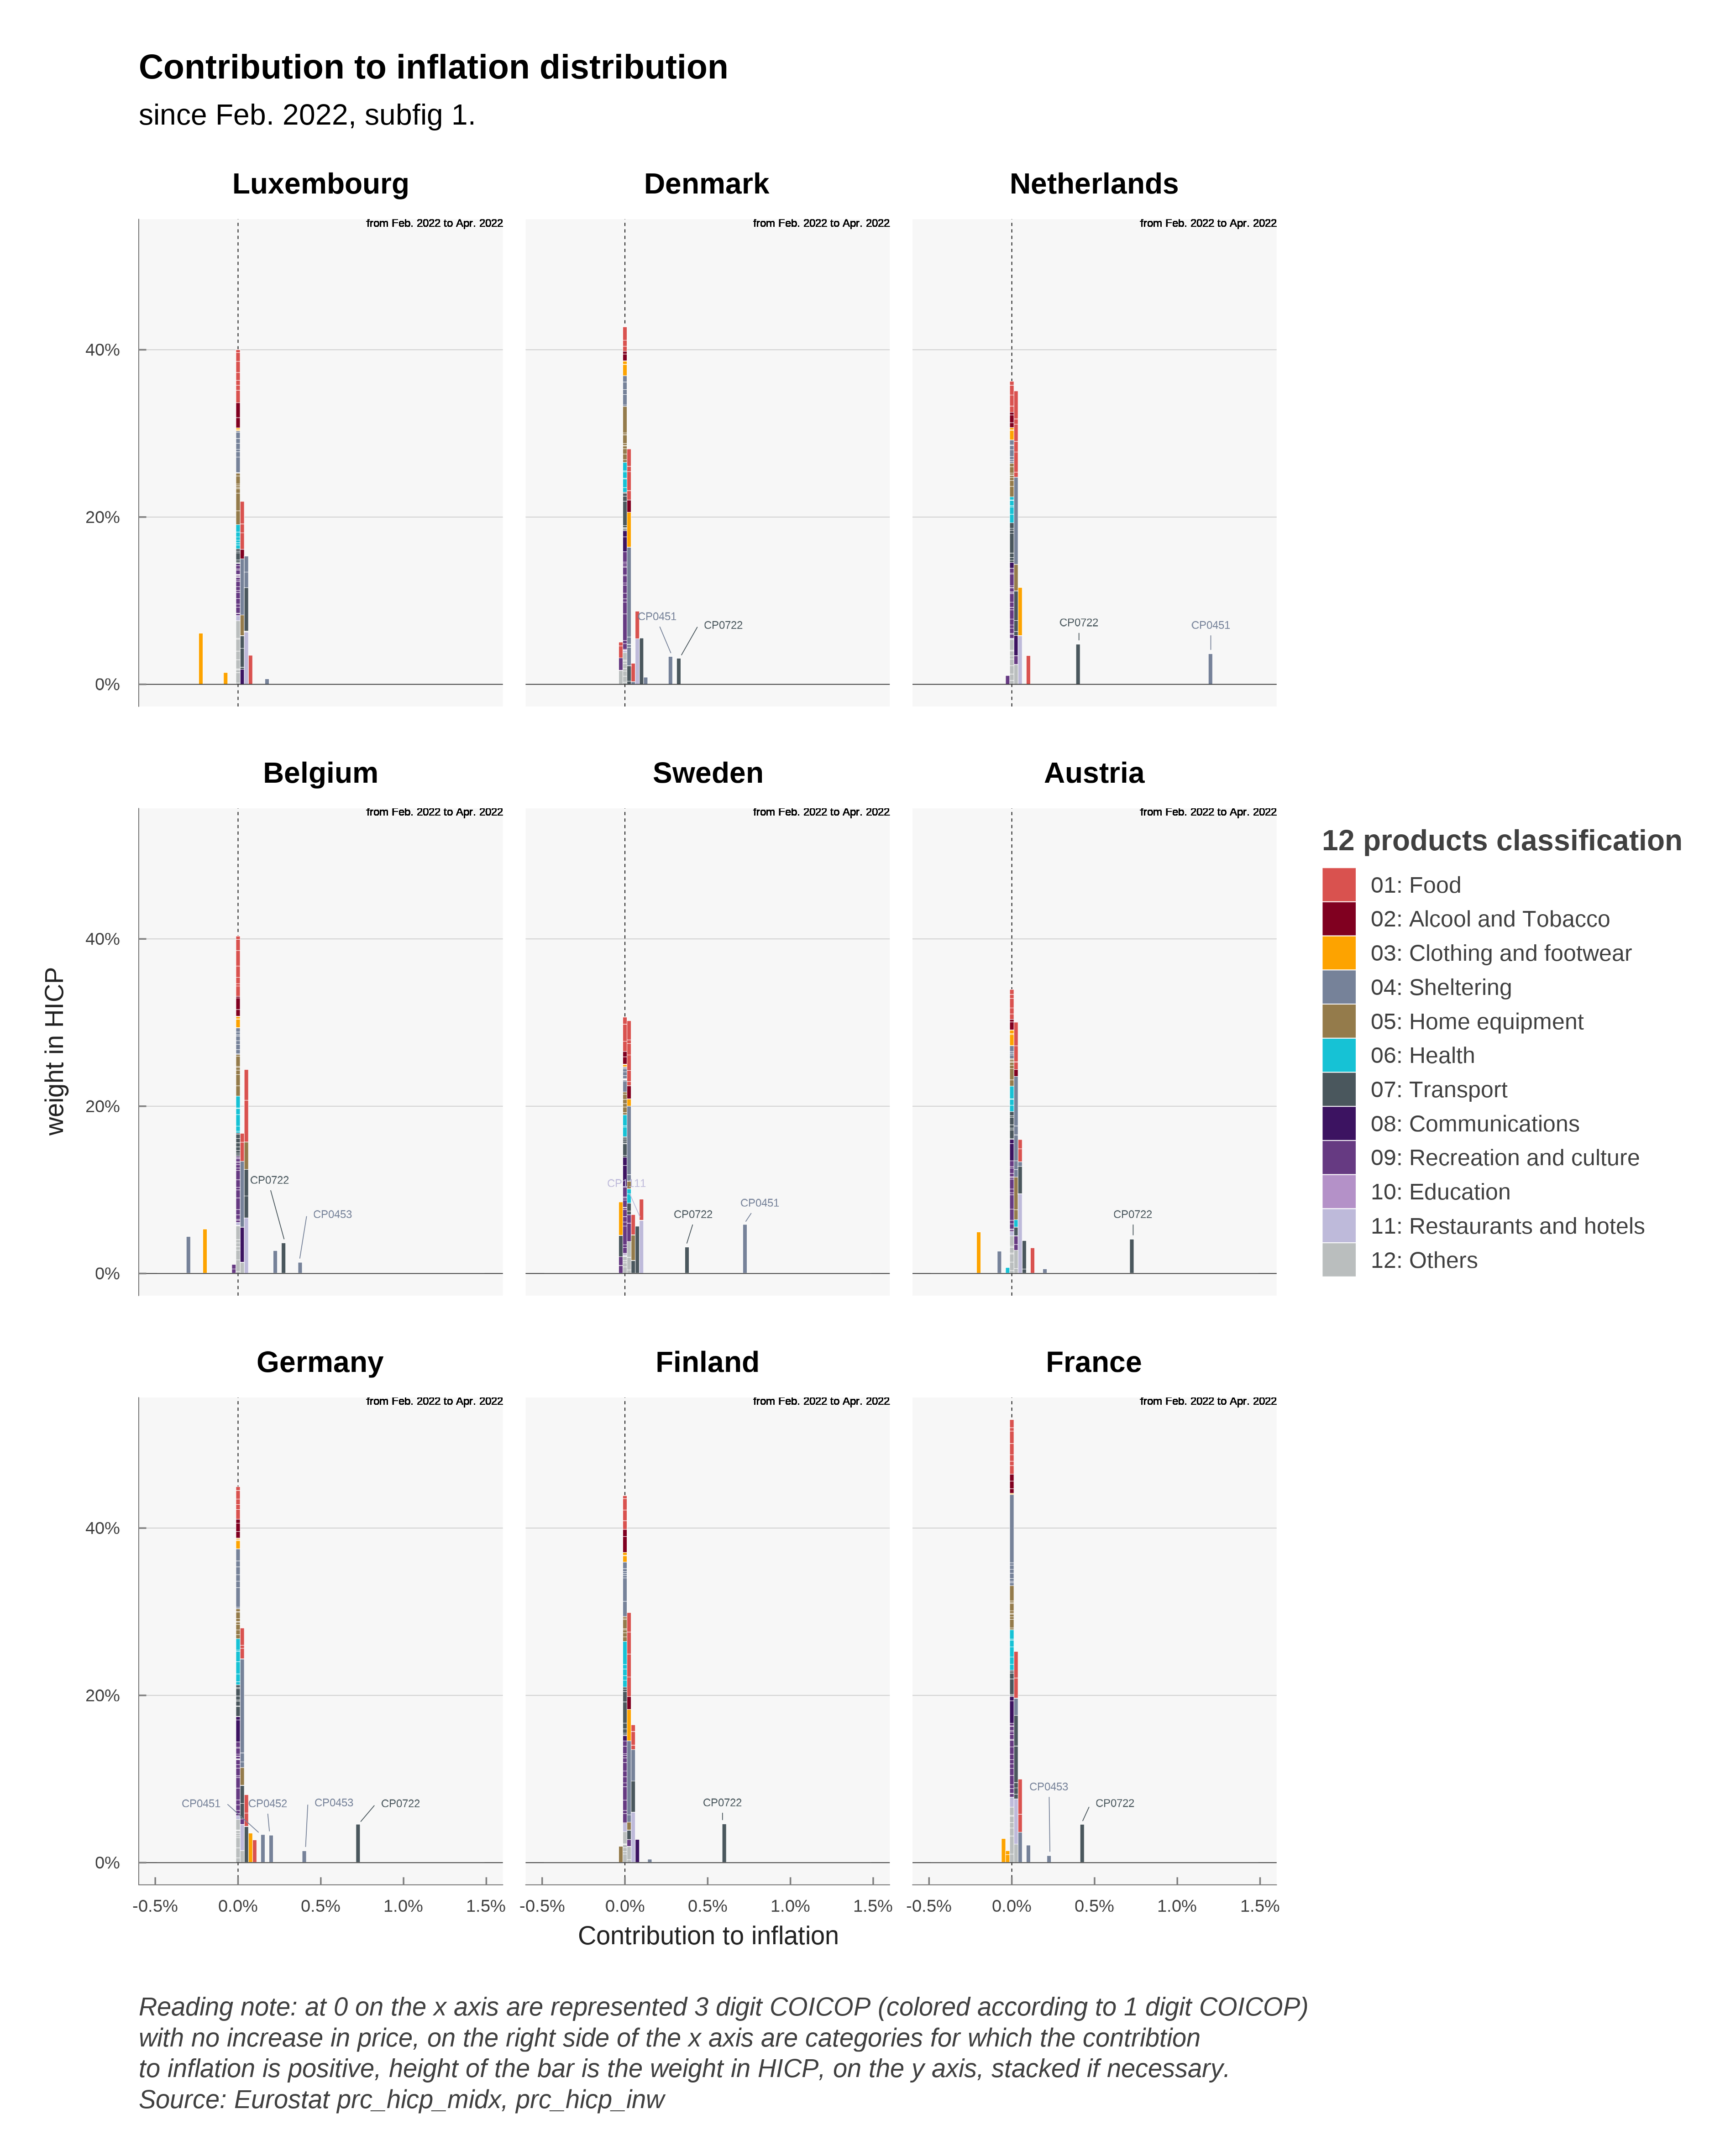 Contribution to inflation distribution
since Feb. 2022, subfig 1.
Luxembourg
Denmark
Netherlands
from Feb. 2022 to Apr. 2022
from Feb. 2022 to Apr. 2022
from Feb. 2022 to Apr. 2022
40%
20%
0%
CP0451
CP0722
CP0722
CP0451
Belgium
Sweden
Austria
from Feb. 2022 to Apr. 2022
from Feb. 2022 to Apr. 2022
from Feb. 2022 to Apr. 2022
40%
20%
0%
CP0722
CP0453
CP0722
CP0451
CP0722
weight in HICP
12 products classification
01: Food
02: Alcool and Tobacco
03: Clothing and footwear
04: Sheltering
05: Home equipment
06: Health
07: Transport
08: Communications
09: Recreation and culture
10: Education
11: Restaurants and hotels
12: Others
Germany
Finland
France
from Feb. 2022 to Apr. 2022
from Feb. 2022 to Apr. 2022
from Feb. 2022 to Apr. 2022
40%
20%
0%
CP0451
CP0452
CP0453
CP0722
CP0722
CP0453
CP0722
-0.5% 0.0% 0.5% 1.0% 1.5%
-0.5% 0.0% 0.5% 1.0% 1.5%
-0.5% 0.0% 0.5% 1.0% 1.5%
Contribution to inflation
Reading note: at 0 on the x axis are represented 3 digit COICOP (colored according to 1 digit COICOP)
with no increase in price, on the right side of the x axis are categories for which the contribtion
to inflation is positive, height of the bar is the weight in HICP, on the y axis, stacked if necessary.
Source: Eurostat prc_hicp_midx, prc_hicp_inw